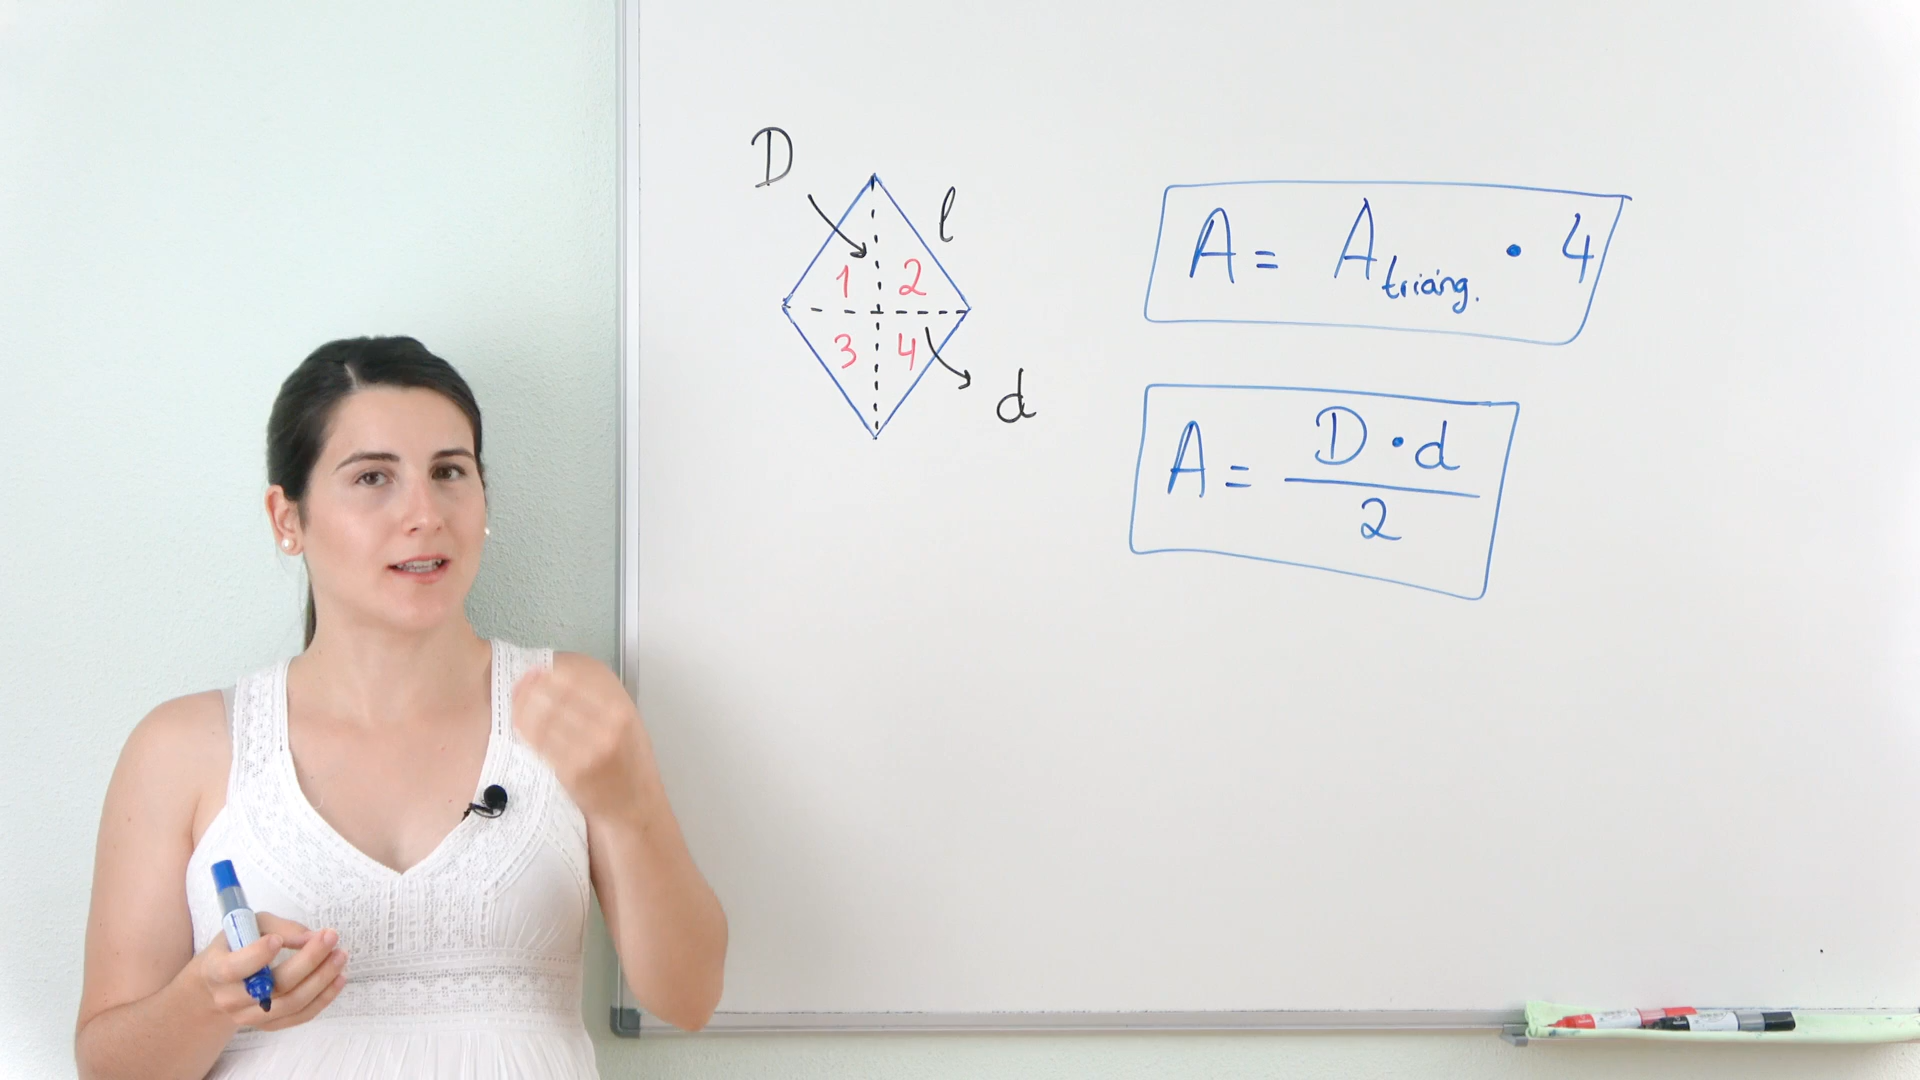 D
l
1 2
3 4
d
A = A triáng. · 4
A = D · d / 2